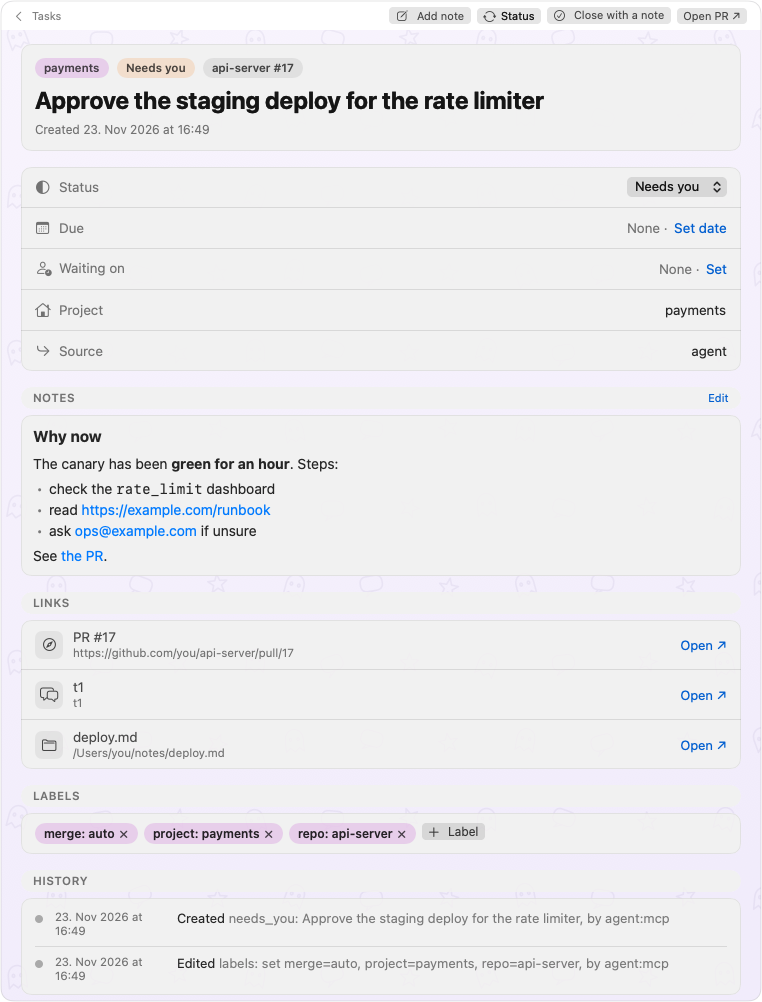 Tasks
Add note
Status
Close with a note
Open PR ↗
payments
Needs you
api-server #17
Approve the staging deploy for the rate limiter
Created 23. Nov 2026 at 16:49
Status
Needs you
Due
None · Set date
Waiting on
None · Set
Project
payments
Source
agent
NOTES
Edit
Why now
The canary has been green for an hour. Steps:
• check the rate_limit dashboard
• read https://example.com/runbook
• ask ops@example.com if unsure
See the PR.
LINKS
PR #17
https://github.com/you/api-server/pull/17
Open ↗
t1
t1
Open ↗
deploy.md
/Users/you/notes/deploy.md
Open ↗
LABELS
merge: auto ×
project: payments ×
repo: api-server ×
+ Label
HISTORY
23. Nov 2026 at
16:49
Created needs_you: Approve the staging deploy for the rate limiter, by agent:mcp
23. Nov 2026 at
16:49
Edited labels: set merge=auto, project=payments, repo=api-server, by agent:mcp